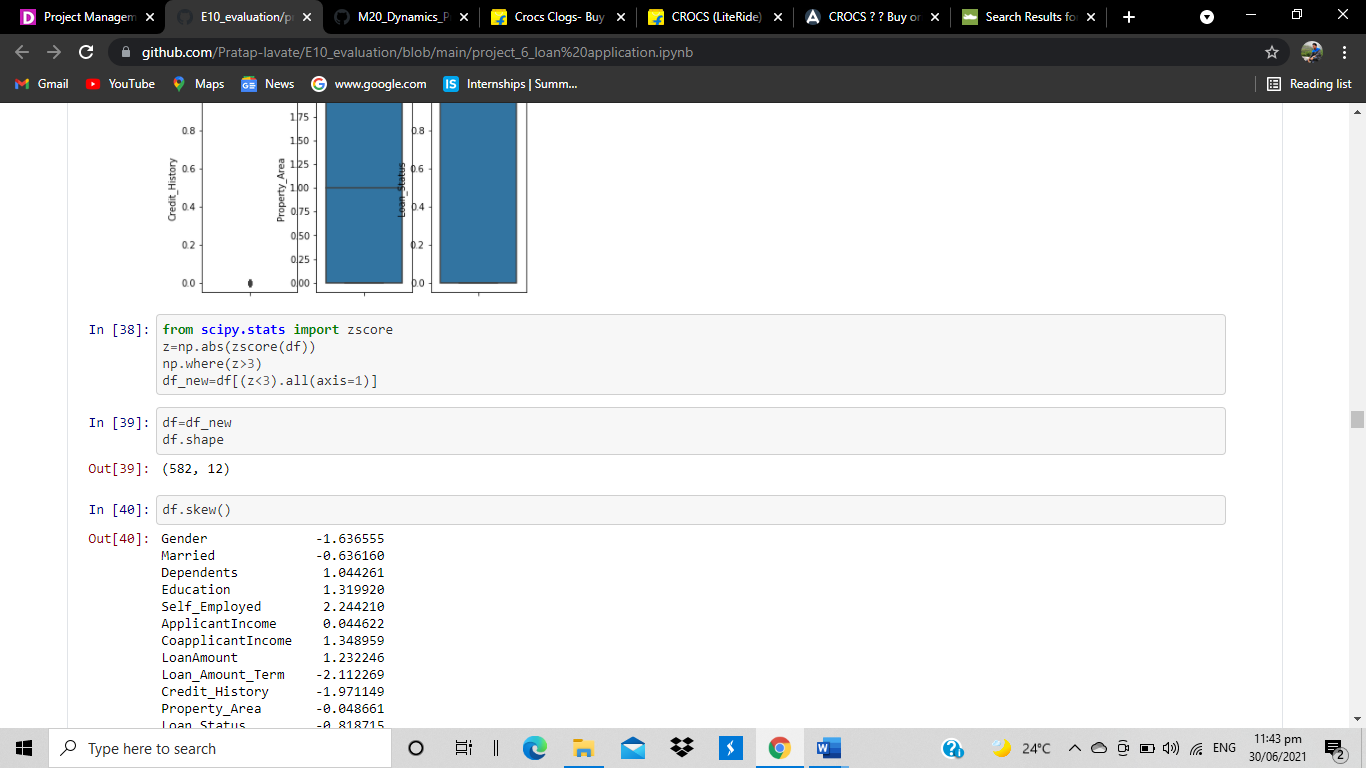 Project Managem
E10_evaluation/p
M20_Dynamics_P
Crocs Clogs- Buy
CROCS (LiteRide)
CROCS ? ? Buy or
Search Results fo
github.com/Pratap-lavate/E10_evaluation/blob/main/project_6_loan%20application.ipynb
Gmail
YouTube
Maps
News
www.google.com
Internships | Summ...
Reading list
Credit_History
0.8
0.6
0.4
0.2
0.0
Property_Area
1.75
1.50
1.25
1.00
0.75
0.50
0.25
0.00
Loan_Status
0.8
0.6
0.4
0.2
0.0
In [38]: from scipy.stats import zscore
z=np.abs(zscore(df))
np.where(z>3)
df_new=df[(z<3).all(axis=1)]
In [39]: df=df_new
df.shape
Out[39]: (582, 12)
In [40]: df.skew()
Out[40]: Gender -1.636555
Married -0.636160
Dependents 1.044261
Education 1.319920
Self_Employed 2.244210
ApplicantIncome 0.044622
CoapplicantIncome 1.348959
LoanAmount 1.232246
Loan_Amount_Term -2.112269
Credit_History -1.971149
Property_Area -0.048661
Loan_Status -0.818715
Type here to search
24°C
ENG
11:43 pm
30/06/2021
2